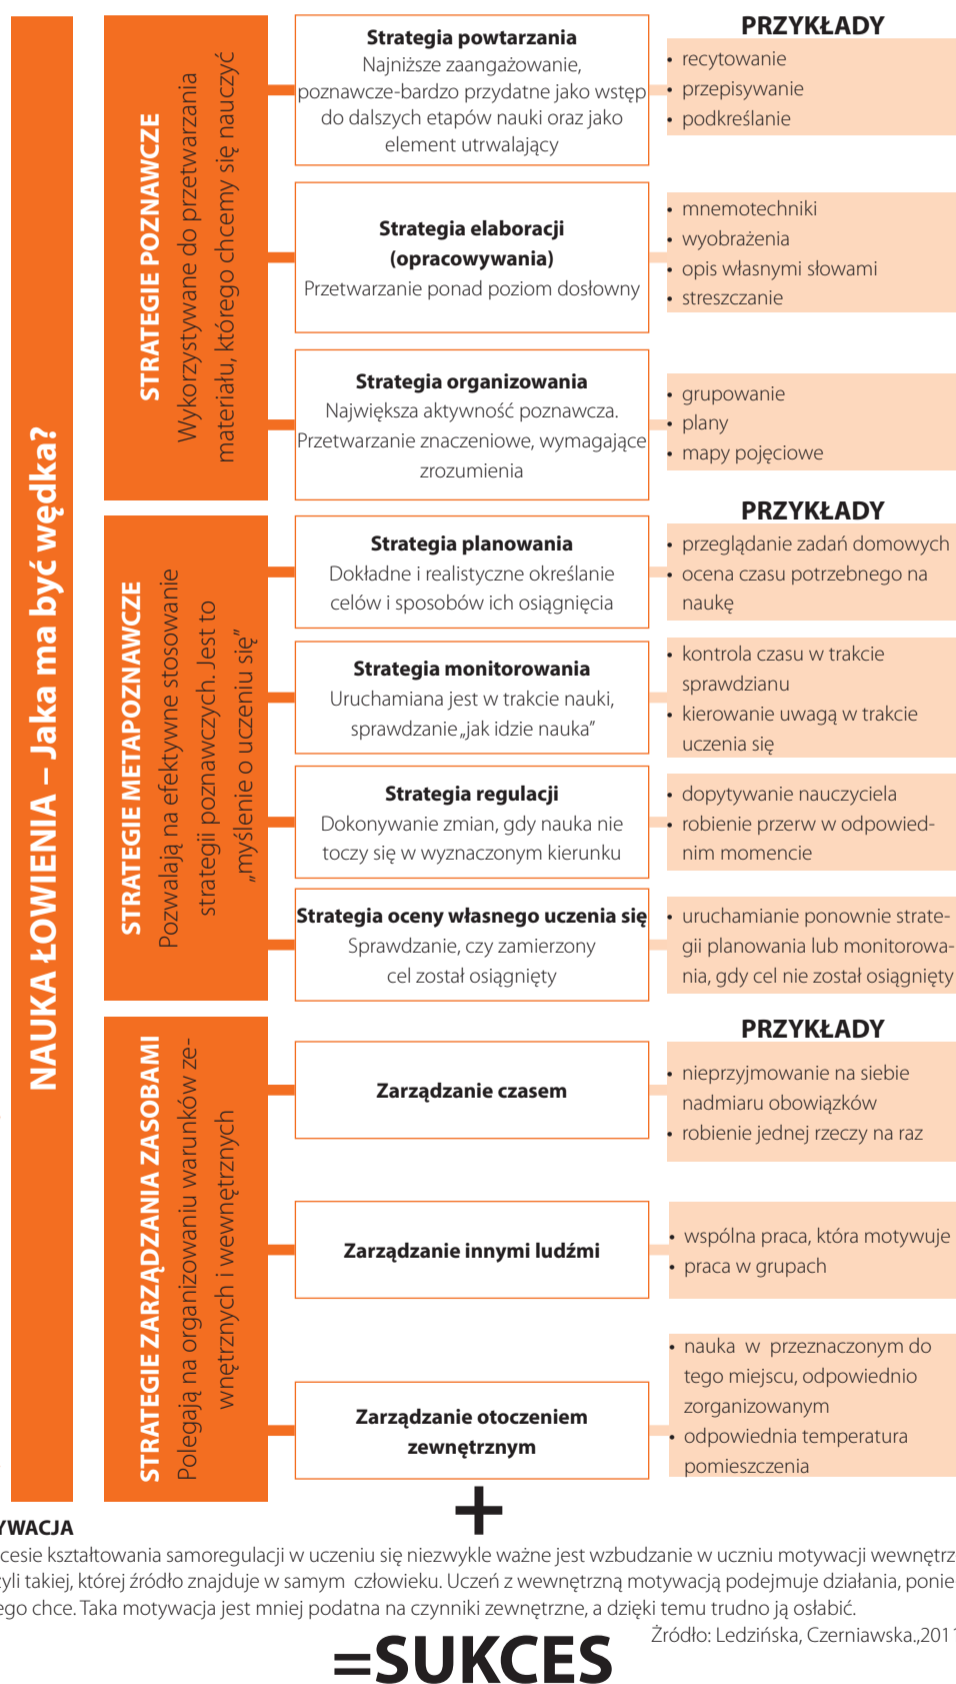 NAUKA ŁOWIENIA – Jaka ma być wędka?
STRATEGIE POZNAWCZE
Wykorzystywane do przetwarzania
materiału, którego chcemy się nauczyć
Strategia powtarzania
Najniższe zaangażowanie,
poznawcze-bardzo przydatne jako wstęp
do dalszych etapów nauki oraz jako
element utrwalający
PRZYKŁADY
• recytowanie
• przepisywanie
• podkreślanie
Strategia elaboracji
(opracowywania)
Przetwarzanie ponad poziom dosłowny
• mnemotechniki
• wyobrażenia
• opis własnymi słowami
• streszczanie
Strategia organizowania
Największa aktywność poznawcza.
Przetwarzanie znaczeniowe, wymagające
zrozumienia
• grupowanie
• plany
• mapy pojęciowe
STRATEGIE METAPOZNAWCZE
Pozwalają na efektywne stosowanie
strategii poznawczych. Jest to
„myślenie o uczeniu się”
PRZYKŁADY
Strategia planowania
Dokładne i realistyczne określanie
celów i sposobów ich osiągnięcia
• przeglądanie zadań domowych
• ocena czasu potrzebnego na
naukę
Strategia monitorowania
Uruchamiana jest w trakcie nauki,
sprawdzanie „jak idzie nauka”
• kontrola czasu w trakcie
sprawdzianu
• kierowanie uwagą w trakcie
uczenia się
Strategia regulacji
Dokonywanie zmian, gdy nauka nie
toczy się w wyznaczonym kierunku
• dopytywanie nauczyciela
• robienie przerw w odpowied-
nim momencie
Strategia oceny własnego uczenia się
Sprawdzanie, czy zamierzony
cel został osiągnięty
• uruchamianie ponownie strate-
gii planowania lub monitorowa-
nia, gdy cel nie został osiągnięty
STRATEGIE ZARZĄDZANIA ZASOBAMI
Polegają na organizowaniu warunków ze-
wnętrznych i wewnętrznych
PRZYKŁADY
Zarządzanie czasem
• nieprzyjmowanie na siebie
nadmiaru obowiązków
• robienie jednej rzeczy na raz
Zarządzanie innymi ludźmi
• wspólna praca, która motywuje
• praca w grupach
Zarządzanie otoczeniem
zewnętrznym
• nauka w przeznaczonym do
tego miejscu, odpowiednio
zorganizowanym
• odpowiednia temperatura
pomieszczenia
+
YWACJA
cesie kształtowania samoregulacji w uczeniu się niezwykle ważne jest wzbudzanie w uczniu motywacji wewnętrz
yli takiej, której źródło znajduje w samym człowieku. Uczeń z wewnętrzną motywacją podejmuje działania, ponie
ego chce. Taka motywacja jest mniej podatna na czynniki zewnętrzne, a dzięki temu trudno ją osłabić.
Żródło: Ledzińska, Czerniawska.,2011
=SUKCES